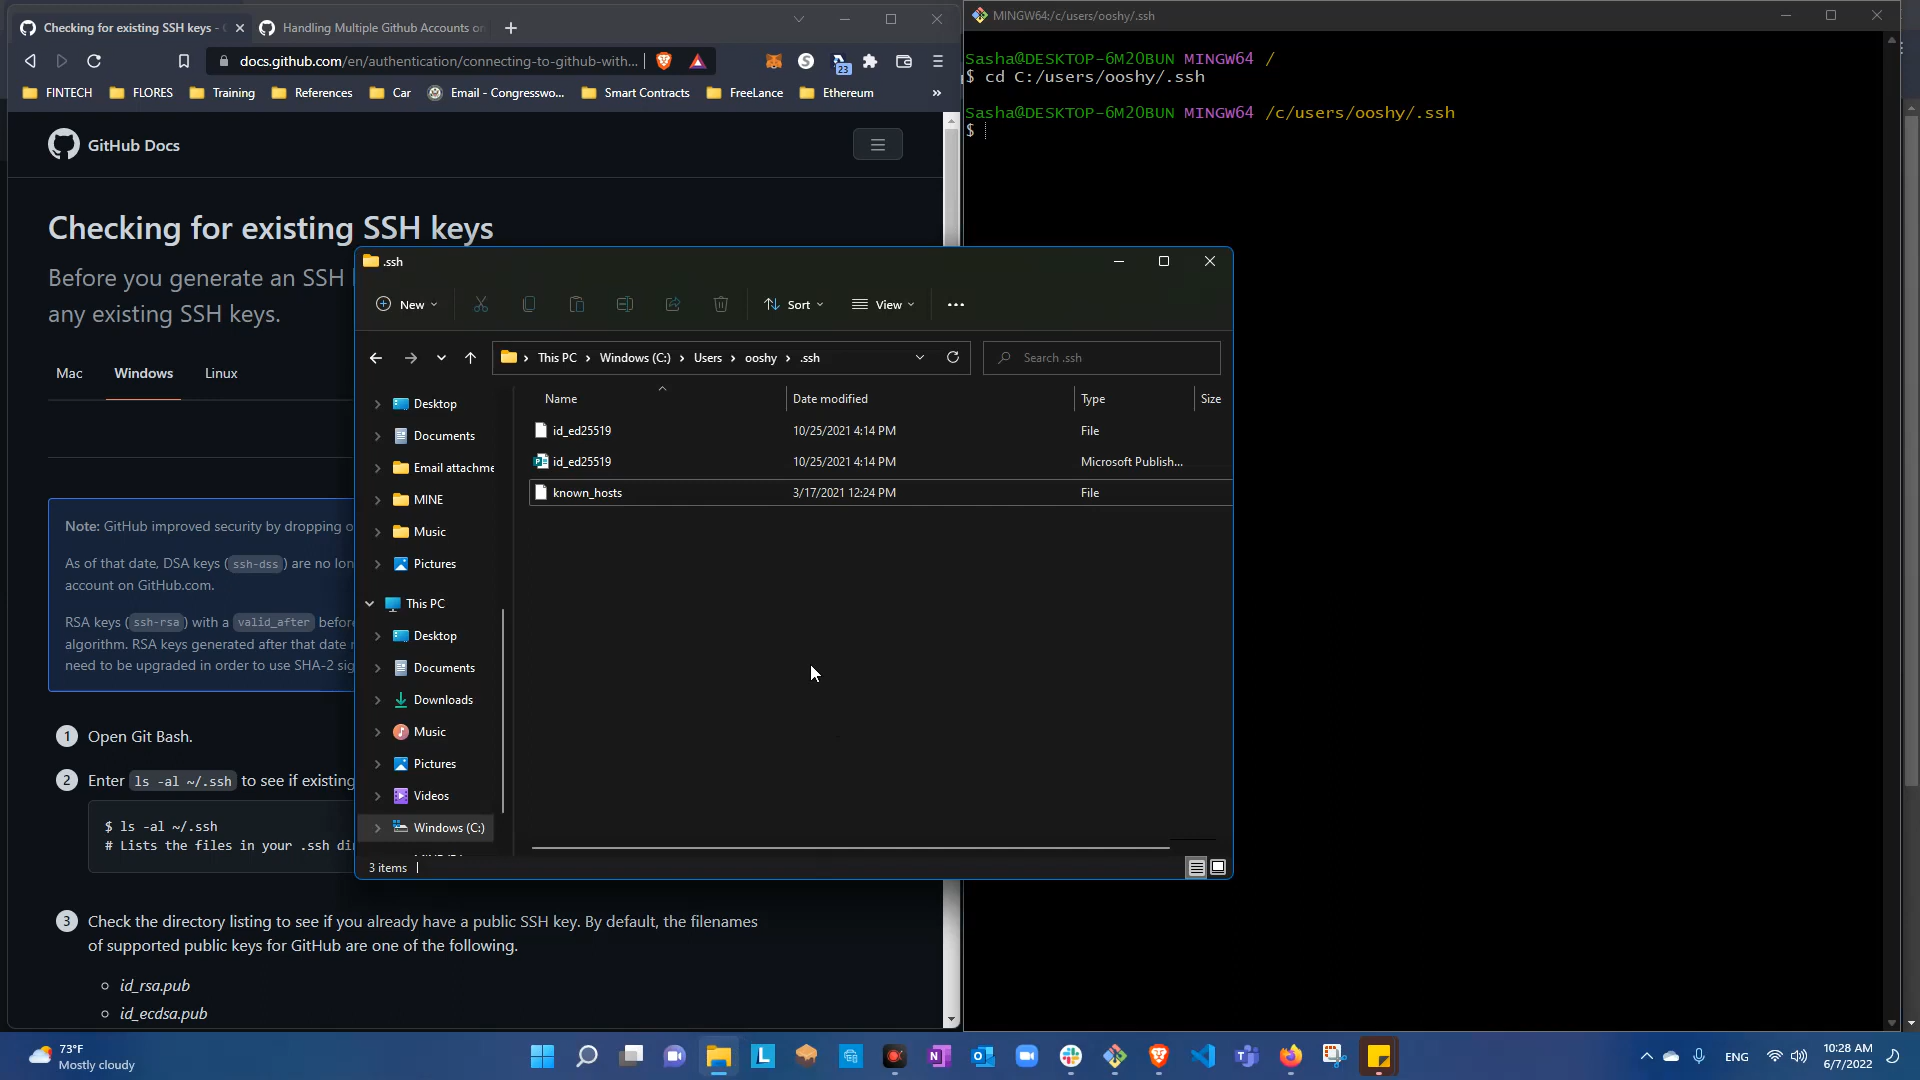 Checking for existing SSH keys -
Handling Multiple Github Accounts on
docs.github.com/en/authentication/connecting-to-github-with...
23
FINTECH
FLORES
Training
References
Car
Email - Congresswo...
Smart Contracts
FreeLance
Ethereum
»
GitHub Docs
Checking for existing SSH keys
Before you generate an SSH
any existing SSH keys.
Mac
Windows
Linux
Note: GitHub improved security by dropping
As of that date, DSA keys (ssh-dss) are no
account on GitHub.com.
RSA keys (ssh-rsa) with a valid_after
algorithm. RSA keys generated after that date
need to be upgraded in order to use SHA-2
1 Open Git Bash.
2 Enter ls -al ~/.ssh to see if existing
$ ls -al ~/.ssh
# Lists the files in your .ssh
3 Check the directory listing to see if you already have a public SSH key. By default, the filenames
of supported public keys for GitHub are one of the following.
id_rsa.pub
id_ecdsa.pub
.ssh
New
Sort
View
This PC > Windows (C:) > Users > ooshy > .ssh
Search .ssh
Desktop
Documents
Email attachme
MINE
Music
Pictures
This PC
Desktop
Documents
Downloads
Music
Pictures
Videos
Windows (C:)
Name Date modified Type Size
id_ed25519 10/25/2021 4:14 PM File
id_ed25519 10/25/2021 4:14 PM Microsoft Publish...
known_hosts 3/17/2021 12:24 PM File
3 items
MINGW64:/c/users/ooshy/.ssh
Sasha@DESKTOP-6M2OBUN MINGW64 /
$ cd C:/users/ooshy/.ssh
Sasha@DESKTOP-6M2OBUN MINGW64 /c/users/ooshy/.ssh
$
73°F
Mostly cloudy
ENG
10:28 AM
6/7/2022